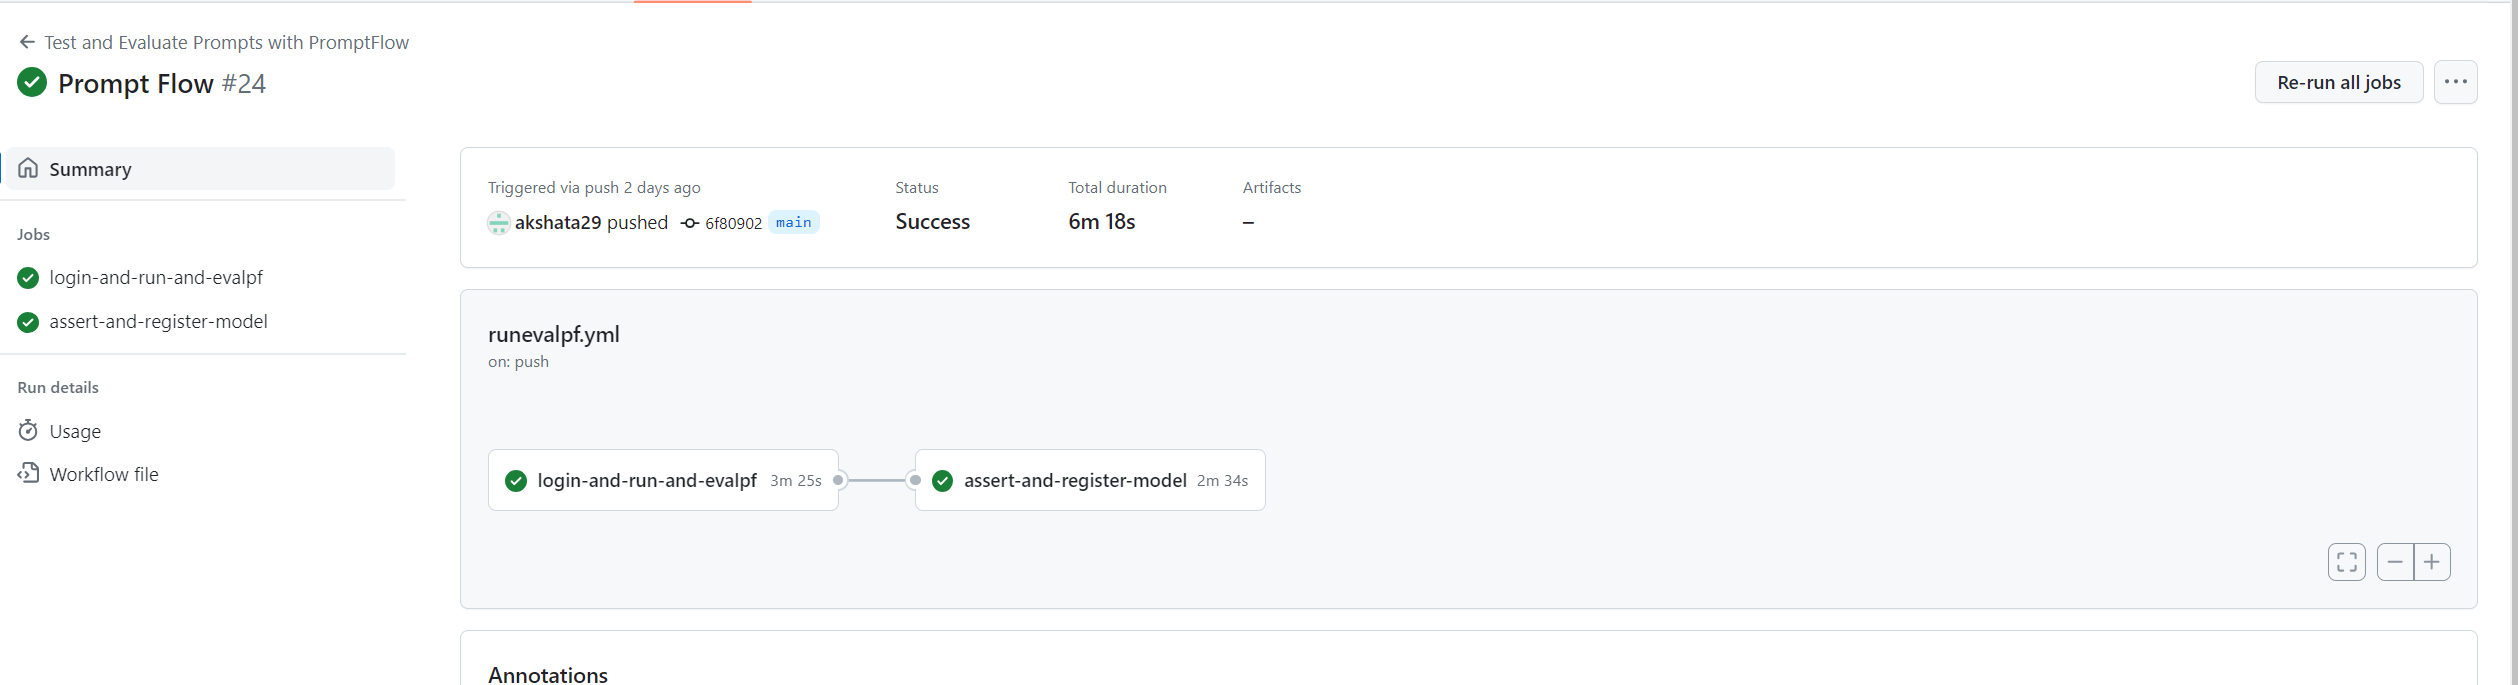 Test and Evaluate Prompts with PromptFlow
Prompt Flow #24
Re-run all jobs
Summary
Jobs
login-and-run-and-evalpf
assert-and-register-model
Run details
Usage
Workflow file
Triggered via push 2 days ago
akshata29 pushed 6f80902 main
Status
Success
Total duration
6m 18s
Artifacts
–
runevalpf.yml
on: push
login-and-run-and-evalpf 3m 25s
assert-and-register-model 2m 34s
Annotations